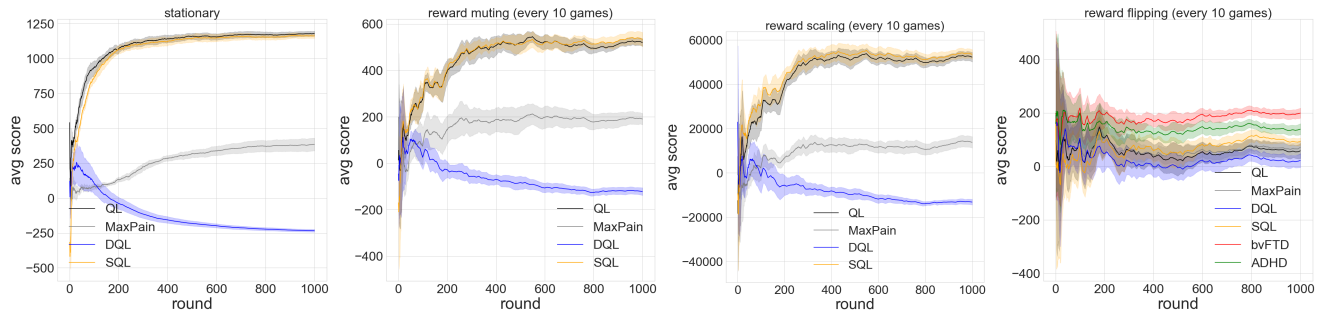 stationary
avg score
1250
1000
750
500
250
0
−250
−500
QL
MaxPain
DQL
SQL
0 200 400 600 800 1000
round
reward muting (every 10 games)
avg score
600
400
200
0
−200
−400
QL
MaxPain
DQL
SQL
0 200 400 600 800 1000
round
reward scaling (every 10 games)
avg score
60000
40000
20000
0
−20000
−40000
QL
MaxPain
DQL
SQL
0 200 400 600 800 1000
round
reward flipping (every 10 games)
avg score
400
200
0
−200
−400
QL
MaxPain
DQL
SQL
bvFTD
ADHD
0 200 400 600 800 1000
round